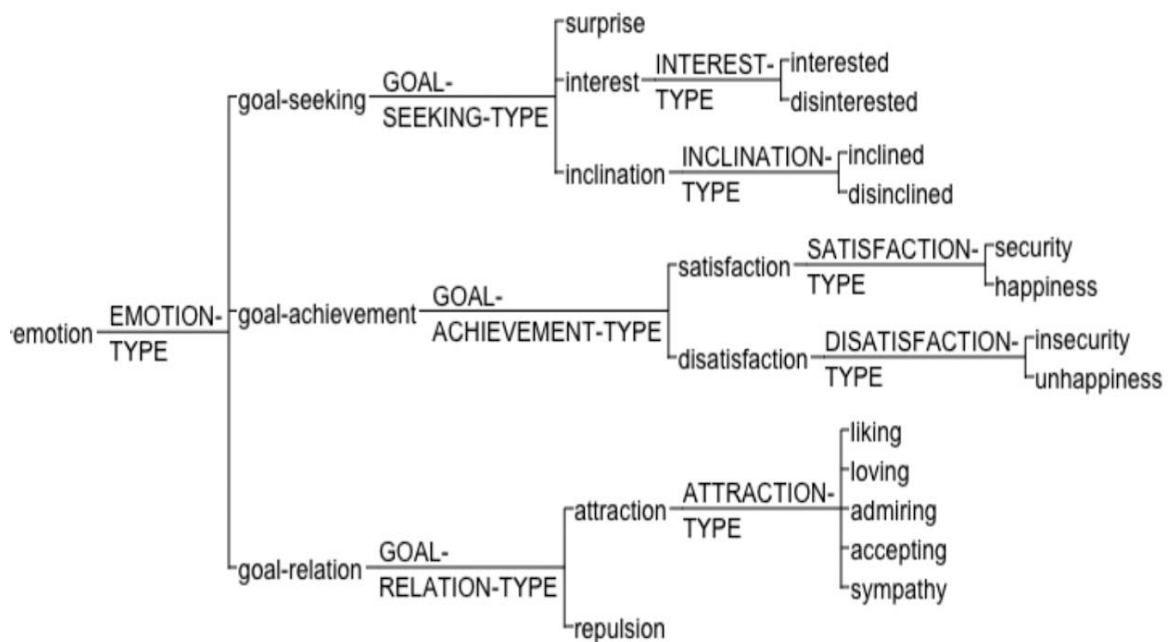 surprise
interest
INTEREST-
TYPE
interested
disinterested
goal-seeking
GOAL-
SEEKING-TYPE
inclination
INCLINATION-
TYPE
inclined
disinclined
emotion
EMOTION-
TYPE
goal-achievement
GOAL-
ACHIEVEMENT-TYPE
satisfaction
SATISFACTION-
TYPE
security
happiness
disatisfaction
DISATISFACTION-
TYPE
insecurity
unhappiness
goal-relation
GOAL-
RELATION-TYPE
attraction
ATTRACTION-
TYPE
liking
loving
admiring
accepting
sympathy
repulsion